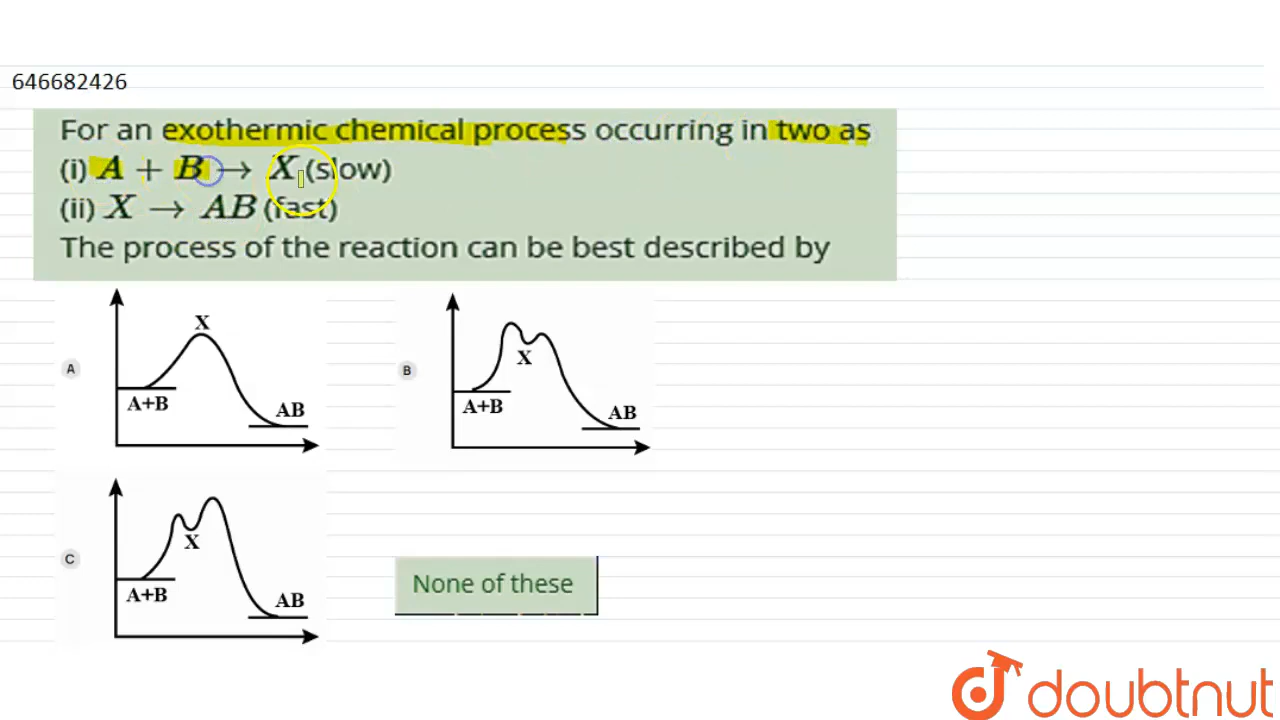 646682426
For an exothermic chemical process occurring in two as
(i) A + B → X (slow)
(ii) X → AB (fast)
The process of the reaction can be best described by
A
X
A+B
AB
B
X
A+B
AB
C
X
A+B
AB
None of these
doubtnut